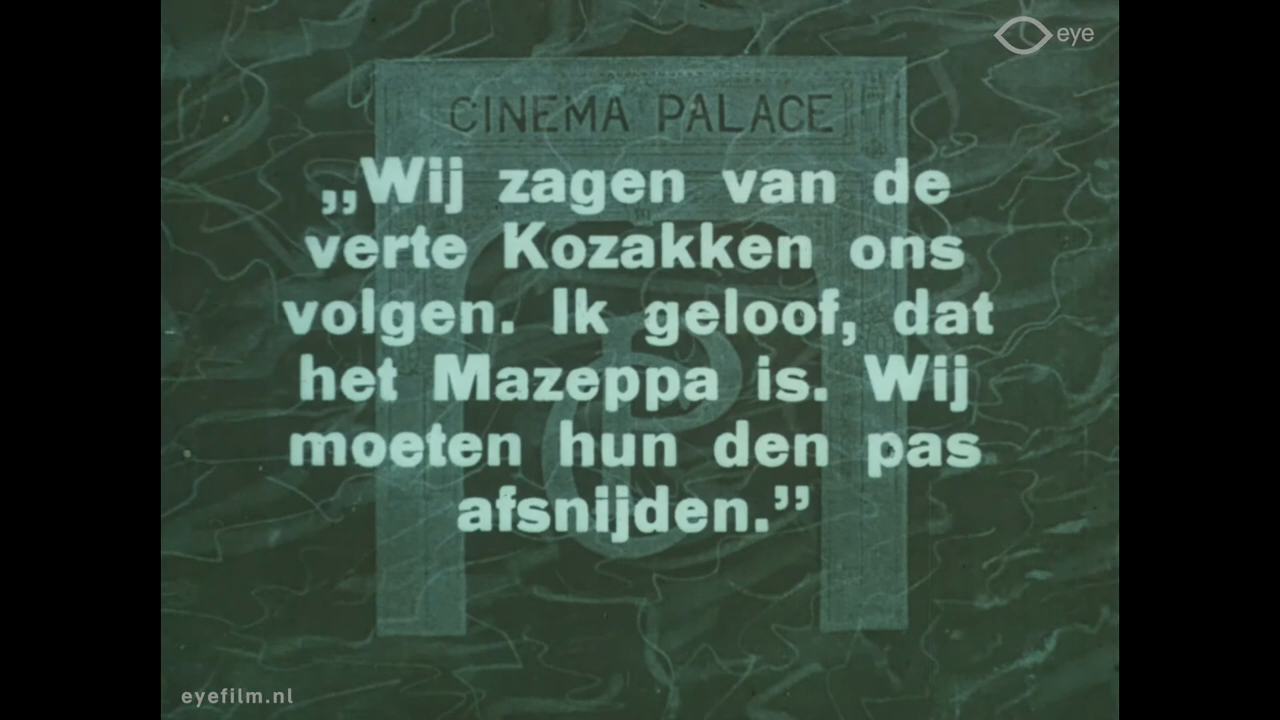 eye
CINEMA PALACE
„Wij zagen van de
verte Kozakken ons
volgen. Ik geloof, dat
het Mazeppa is. Wij
moeten hun den pas
afsnijden.”
eyefilm.nl